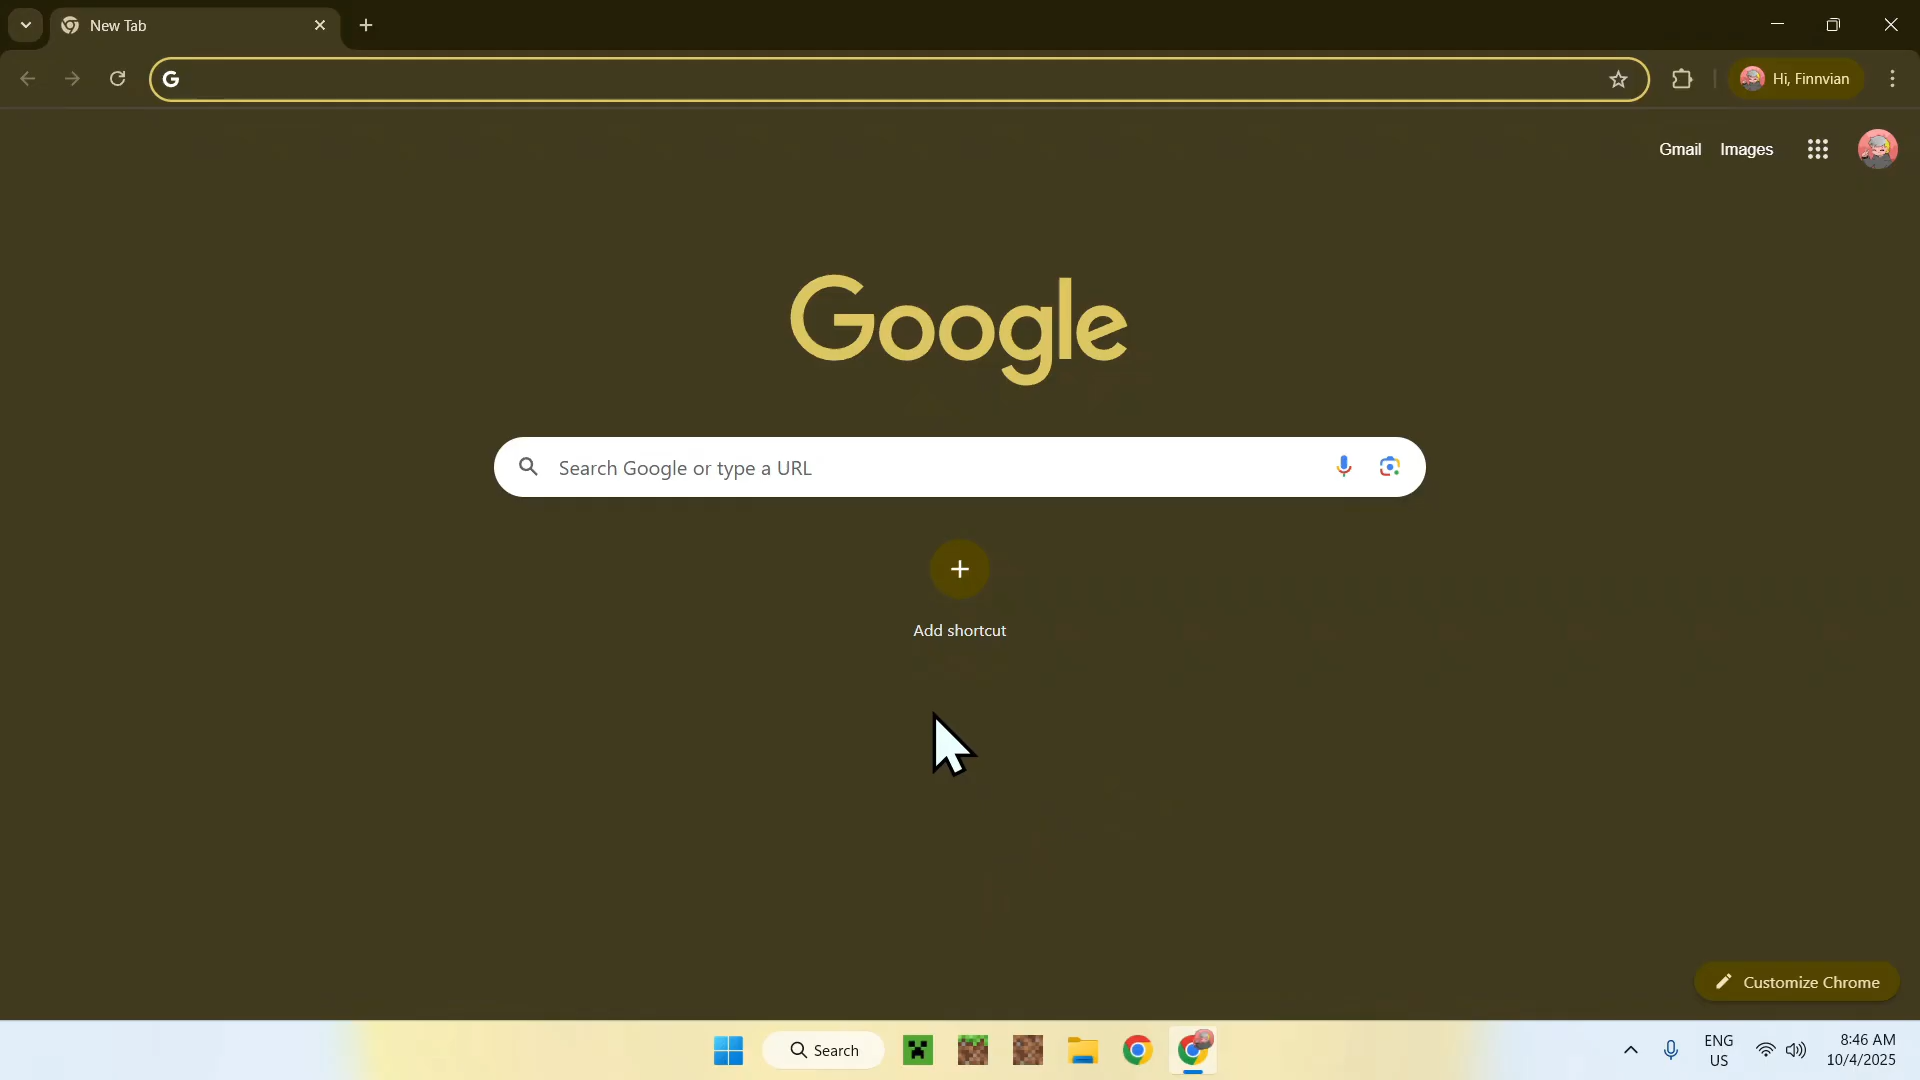 New Tab
Hi, Finnvian
Gmail Images
Google
Search Google or type a URL
Add shortcut
Customize Chrome
Search
ENG
US
8:46 AM
10/4/2025